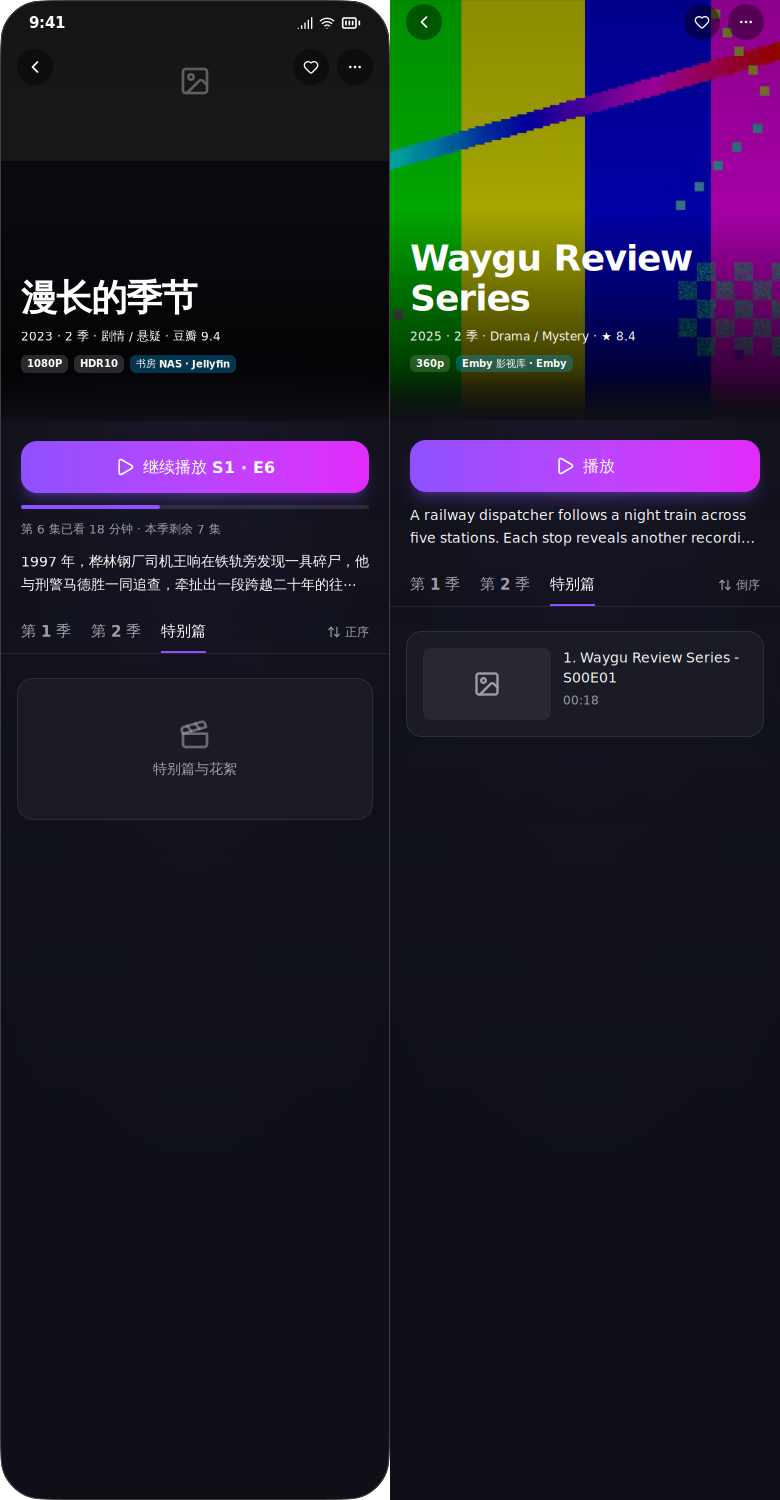 9:41
漫长的季节
2023 · 2 季 · 剧情 / 悬疑 · 豆瓣 9.4
1080P HDR10 书房 NAS · Jellyfin
继续播放 S1 · E6
第 6 集已看 18 分钟 · 本季剩余 7 集
1997 年，桦林钢厂司机王响在铁轨旁发现一具碎尸，他
与刑警马德胜一同追查，牵扯出一段跨越二十年的往…
第 1 季 第 2 季 特别篇 正序
特别篇与花絮
Waygu Review
Series
2025 · 2 季 · Drama / Mystery · ★ 8.4
360p Emby 影视库 · Emby
播放
A railway dispatcher follows a night train across
five stations. Each stop reveals another recordi…
第 1 季 第 2 季 特别篇 倒序
1. Waygu Review Series -
S00E01
00:18